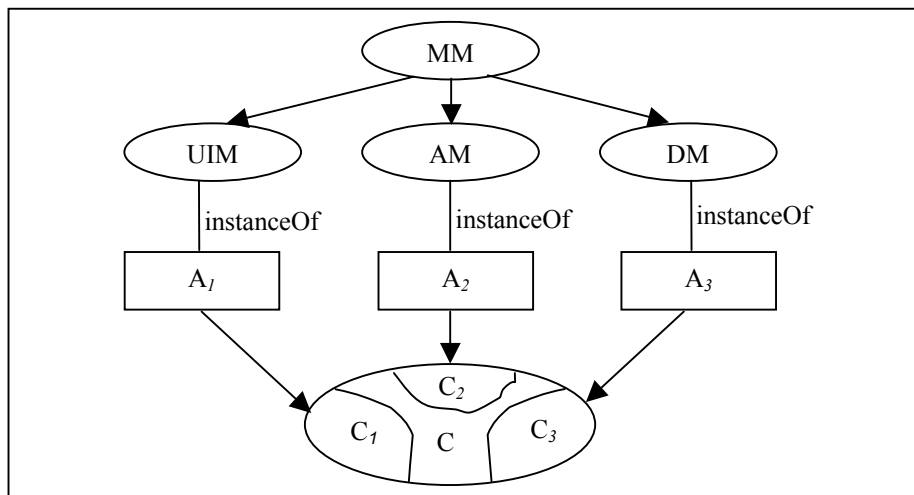 MM
UIM AM DM
instanceOf instanceOf instanceOf
A1 A2 A3
C2
C1 C C3